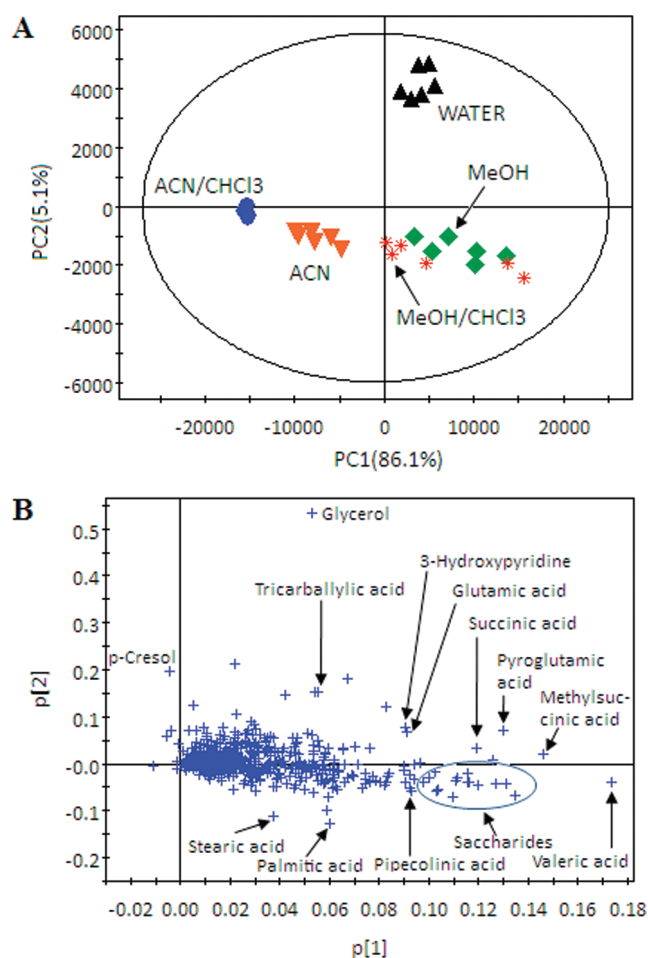 A
6000
4000
2000
0
-2000
-4000
-6000
PC2(5.1%)
WATER
ACN/CHCl3
MeOH
ACN
MeOH/CHCl3
-20000 -10000 0 10000 20000
PC1(86.1%)
B
0.5
0.4
0.3
0.2
0.1
-0.0
-0.1
-0.2
p[2]
Glycerol
3-Hydroxypyridine
Tricarballylic acid
Glutamic acid
Succinic acid
p-Cresol
Pyroglutamic
acid
Methylsuc-
cinic acid
Stearic acid
Palmitic acid
Pipecolinic acid
Saccharides
Valeric acid
-0.02 0.00 0.02 0.04 0.06 0.08 0.10 0.12 0.14 0.16 0.18
p[1]